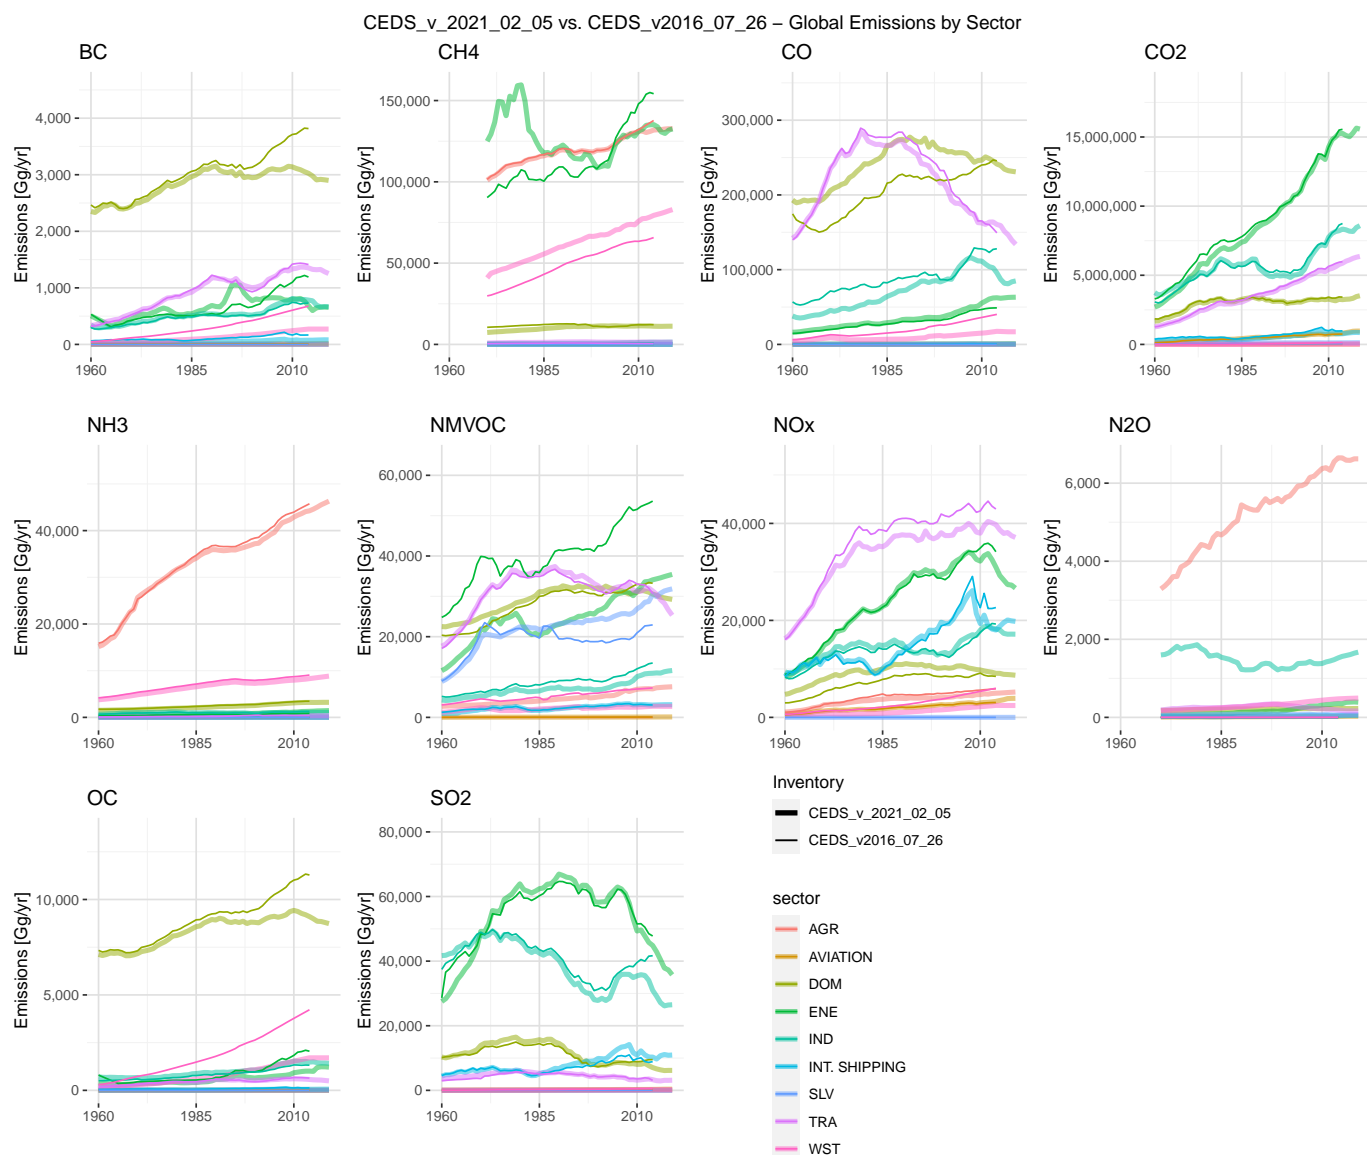 CEDS_v_2021_02_05 vs. CEDS_v2016_07_26 – Global Emissions by Sector
BC
CH4
CO
CO2
Emissions [Gg/yr]
4,000
3,000
2,000
1,000
0
1960
1985
2010
Emissions [Gg/yr]
150,000
100,000
50,000
0
1960
1985
2010
Emissions [Gg/yr]
300,000
200,000
100,000
0
1960
1985
2010
Emissions [Gg/yr]
15,000,000
10,000,000
5,000,000
0
1960
1985
2010
NH3
NMVOC
NOx
N2O
Emissions [Gg/yr]
40,000
20,000
0
1960
1985
2010
Emissions [Gg/yr]
60,000
40,000
20,000
0
1960
1985
2010
Emissions [Gg/yr]
40,000
20,000
0
1960
1985
2010
Emissions [Gg/yr]
6,000
4,000
2,000
0
1960
1985
2010
OC
SO2
Emissions [Gg/yr]
10,000
5,000
0
1960
1985
2010
Emissions [Gg/yr]
80,000
60,000
40,000
20,000
0
1960
1985
2010
Inventory
CEDS_v_2021_02_05
CEDS_v2016_07_26
sector
AGR
AVIATION
DOM
ENE
IND
INT. SHIPPING
SLV
TRA
WST